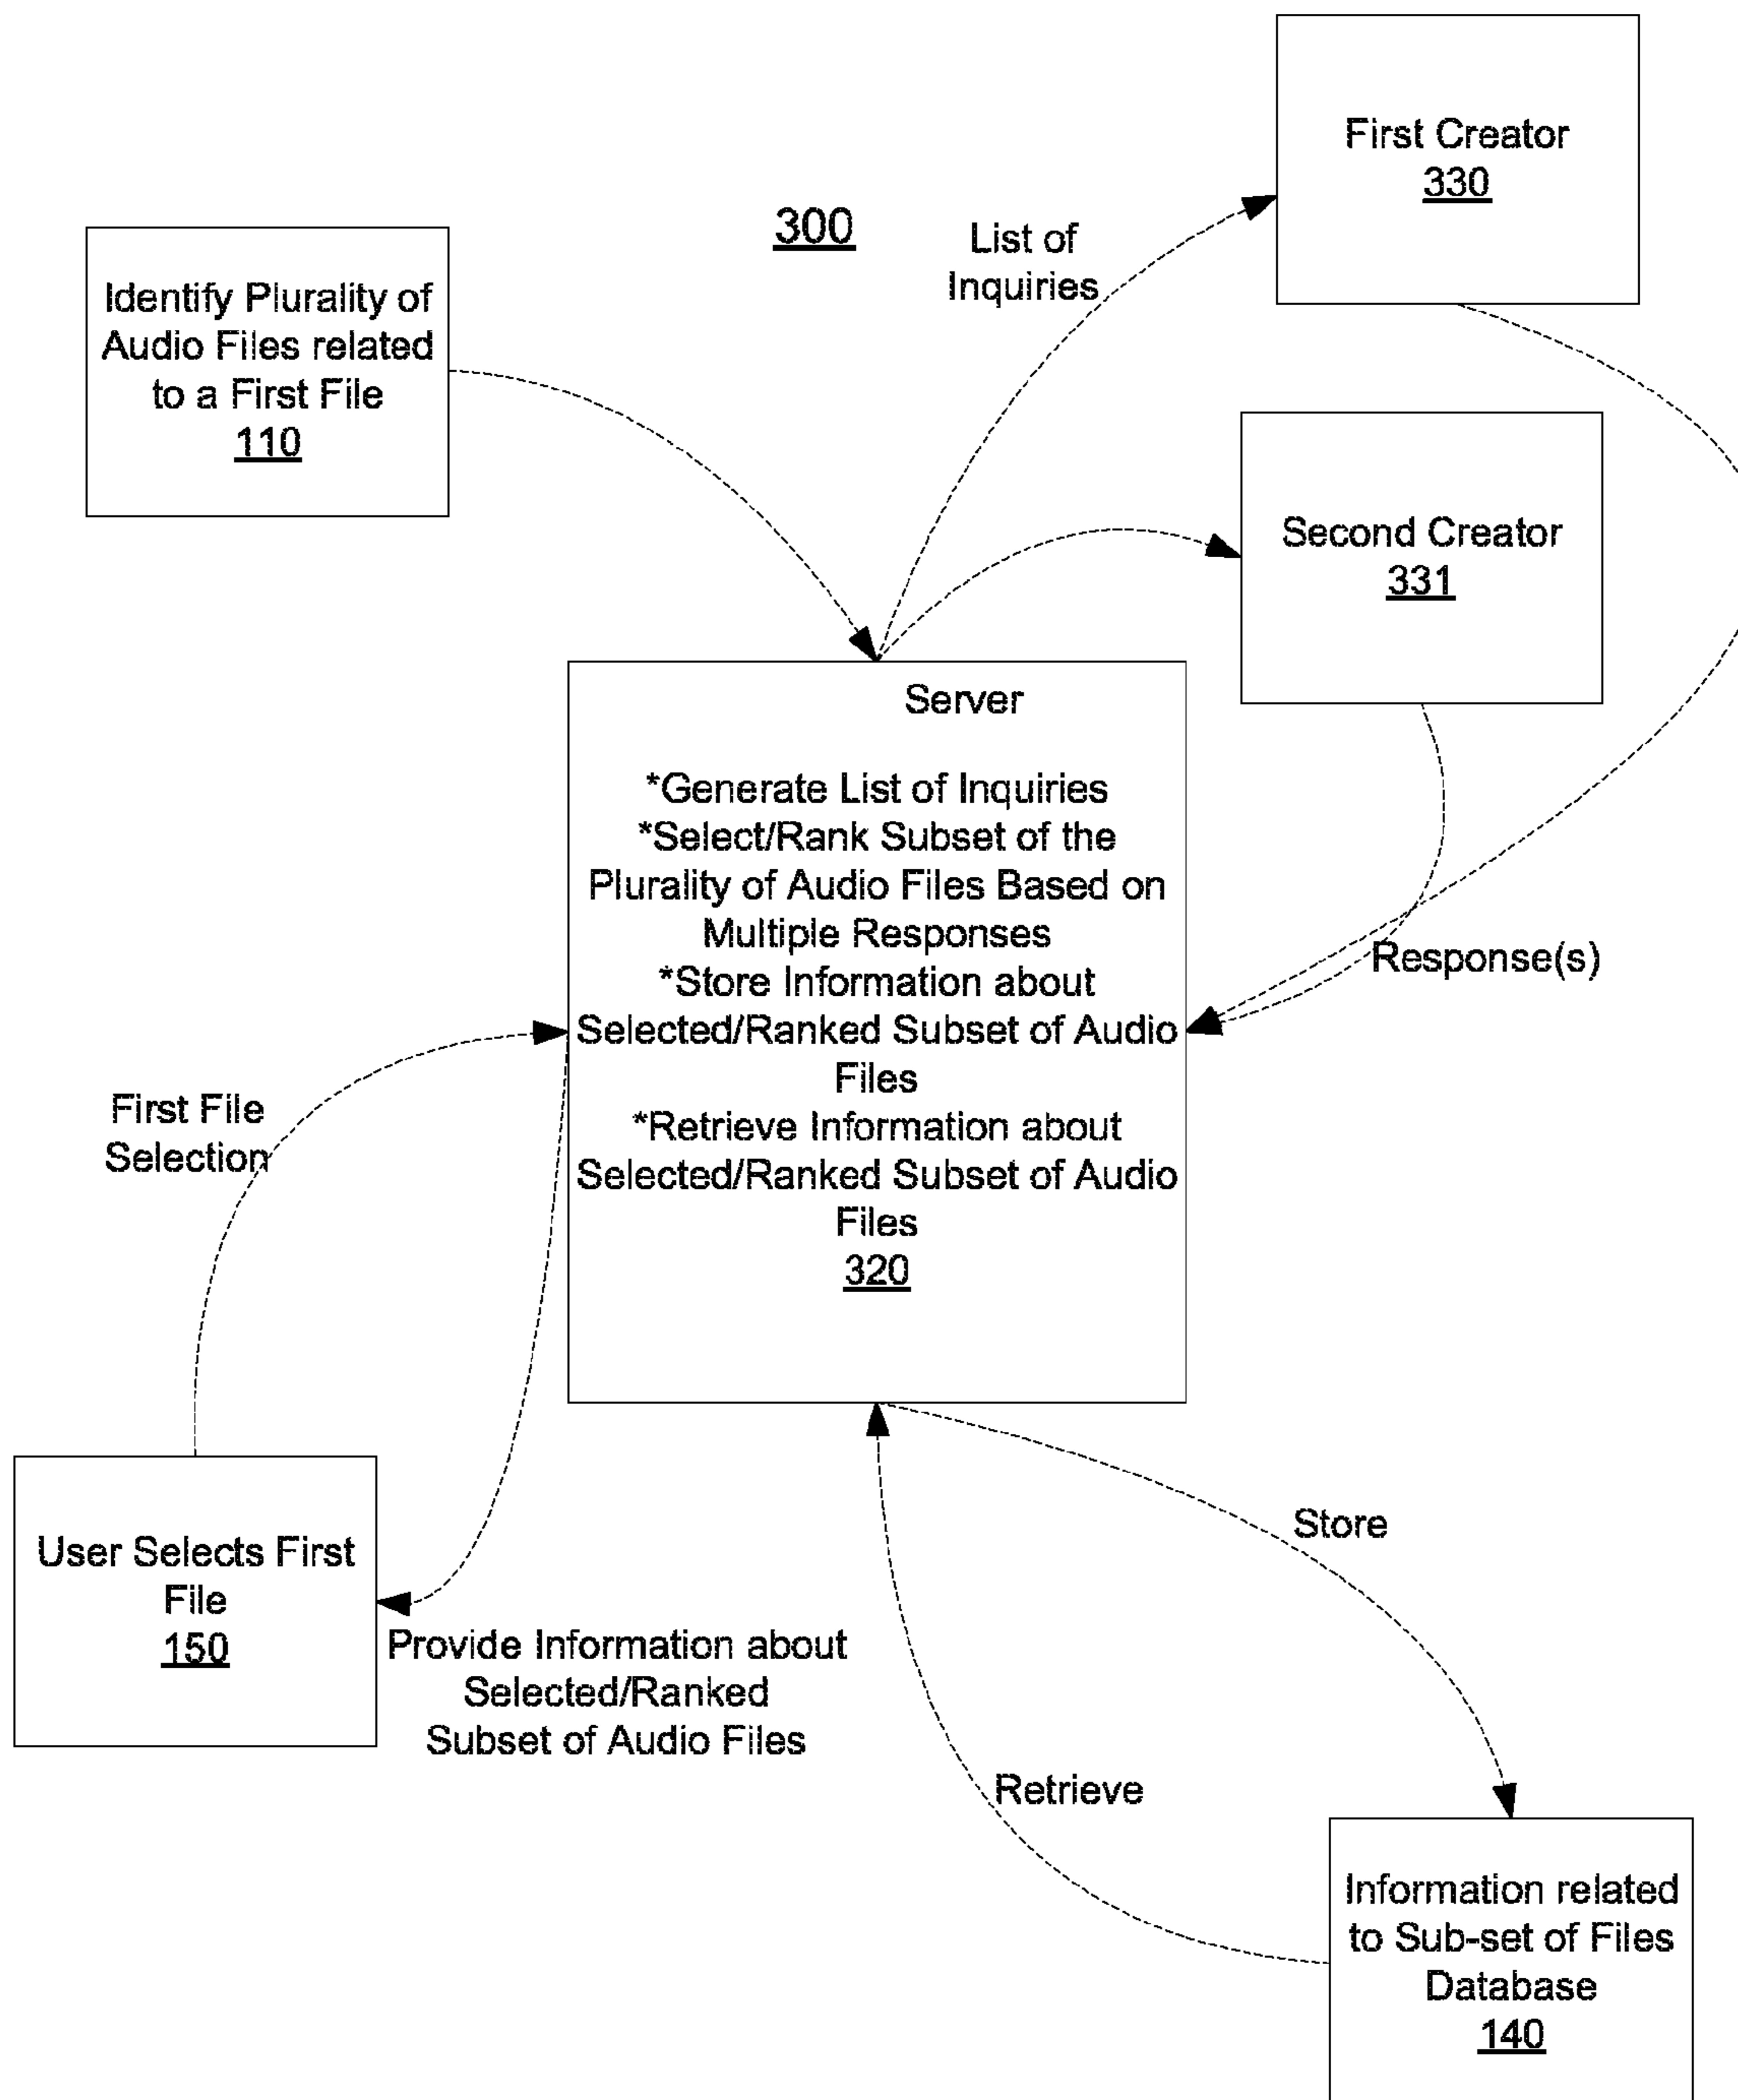 First Creator
330
300
List of
Inquiries
Identify Plurality of
Audio Files related
to a First File
110
Second Creator
331
Server
*Generate List of Inquiries
*Select/Rank Subset of the
Plurality of Audio Files Based on
Multiple Responses
*Store Information about
Selected/Ranked Subset of Audio
Files
*Retrieve Information about
Selected/Ranked Subset of Audio
Files
320
Response(s)
First File
Selection
User Selects First
File
150
Provide Information about
Selected/Ranked
Subset of Audio Files
Store
Retrieve
Information related
to Sub-set of Files
Database
140